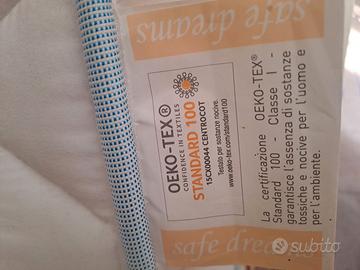 safe dreams
OEKO-TEX®
CONFIDENCE IN TEXTILES
STANDARD 100
15CX00044 CENTROCOT
Testato per sostanze nocive.
www.oeko-tex.com/standard100
La certificazione OEKO-TEX®
Standard 100 - Classe I -
garantisce l'assenza di sostanze
tossiche e nocive per l'uomo e
per l'ambiente.
safe dreams
subito